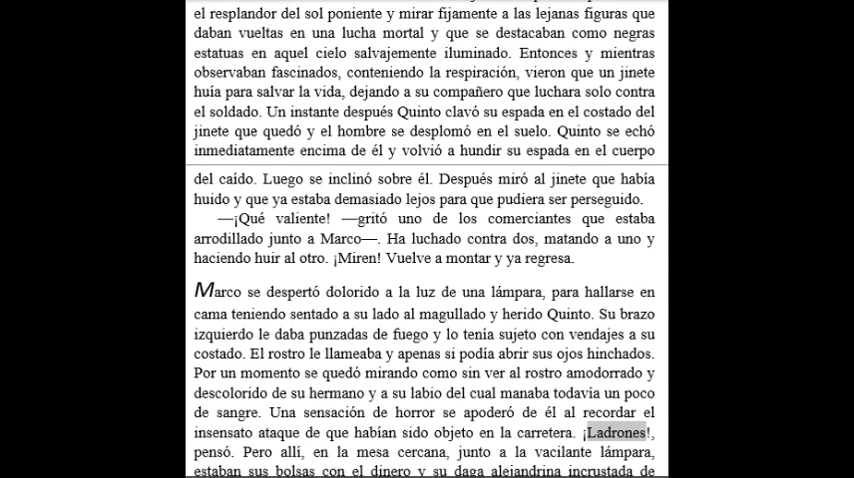 el resplandor del sol poniente y mirar fijamente a las lejanas figuras que
daban vueltas en una lucha mortal y que se destacaban como negras
estatuas en aquel cielo salvajemente iluminado. Entonces y mientras
observaban fascinados, conteniendo la respiración, vieron que un jinete
huía para salvar la vida, dejando a su compañero que luchara solo contra
el soldado. Un instante después Quinto clavó su espada en el costado del
jinete que quedó y el hombre se desplomó en el suelo. Quinto se echó
inmediatamente encima de él y volvió a hundir su espada en el cuerpo
del caído. Luego se inclinó sobre él. Después miró al jinete que había
huido y que ya estaba demasiado lejos para que pudiera ser perseguido.
—¡Qué valiente! —gritó uno de los comerciantes que estaba
arrodillado junto a Marco—. Ha luchado contra dos, matando a uno y
haciendo huir al otro. ¡Miren! Vuelve a montar y ya regresa.
Marco se despertó dolorido a la luz de una lámpara, para hallarse en
cama teniendo sentado a su lado al magullado y herido Quinto. Su brazo
izquierdo le daba punzadas de fuego y lo tenía sujeto con vendajes a su
costado. El rostro le llameaba y apenas si podía abrir sus ojos hinchados.
Por un momento se quedó mirando como sin ver al rostro amodorrado y
descolorido de su hermano y a su labio del cual manaba todavía un poco
de sangre. Una sensación de horror se apoderó de él al recordar el
insensato ataque de que habían sido objeto en la carretera. ¡Ladrones!,
pensó. Pero allí, en la mesa cercana, junto a la vacilante lámpara,
estaban sus bolsas con el dinero y su daga alejandrina incrustada de